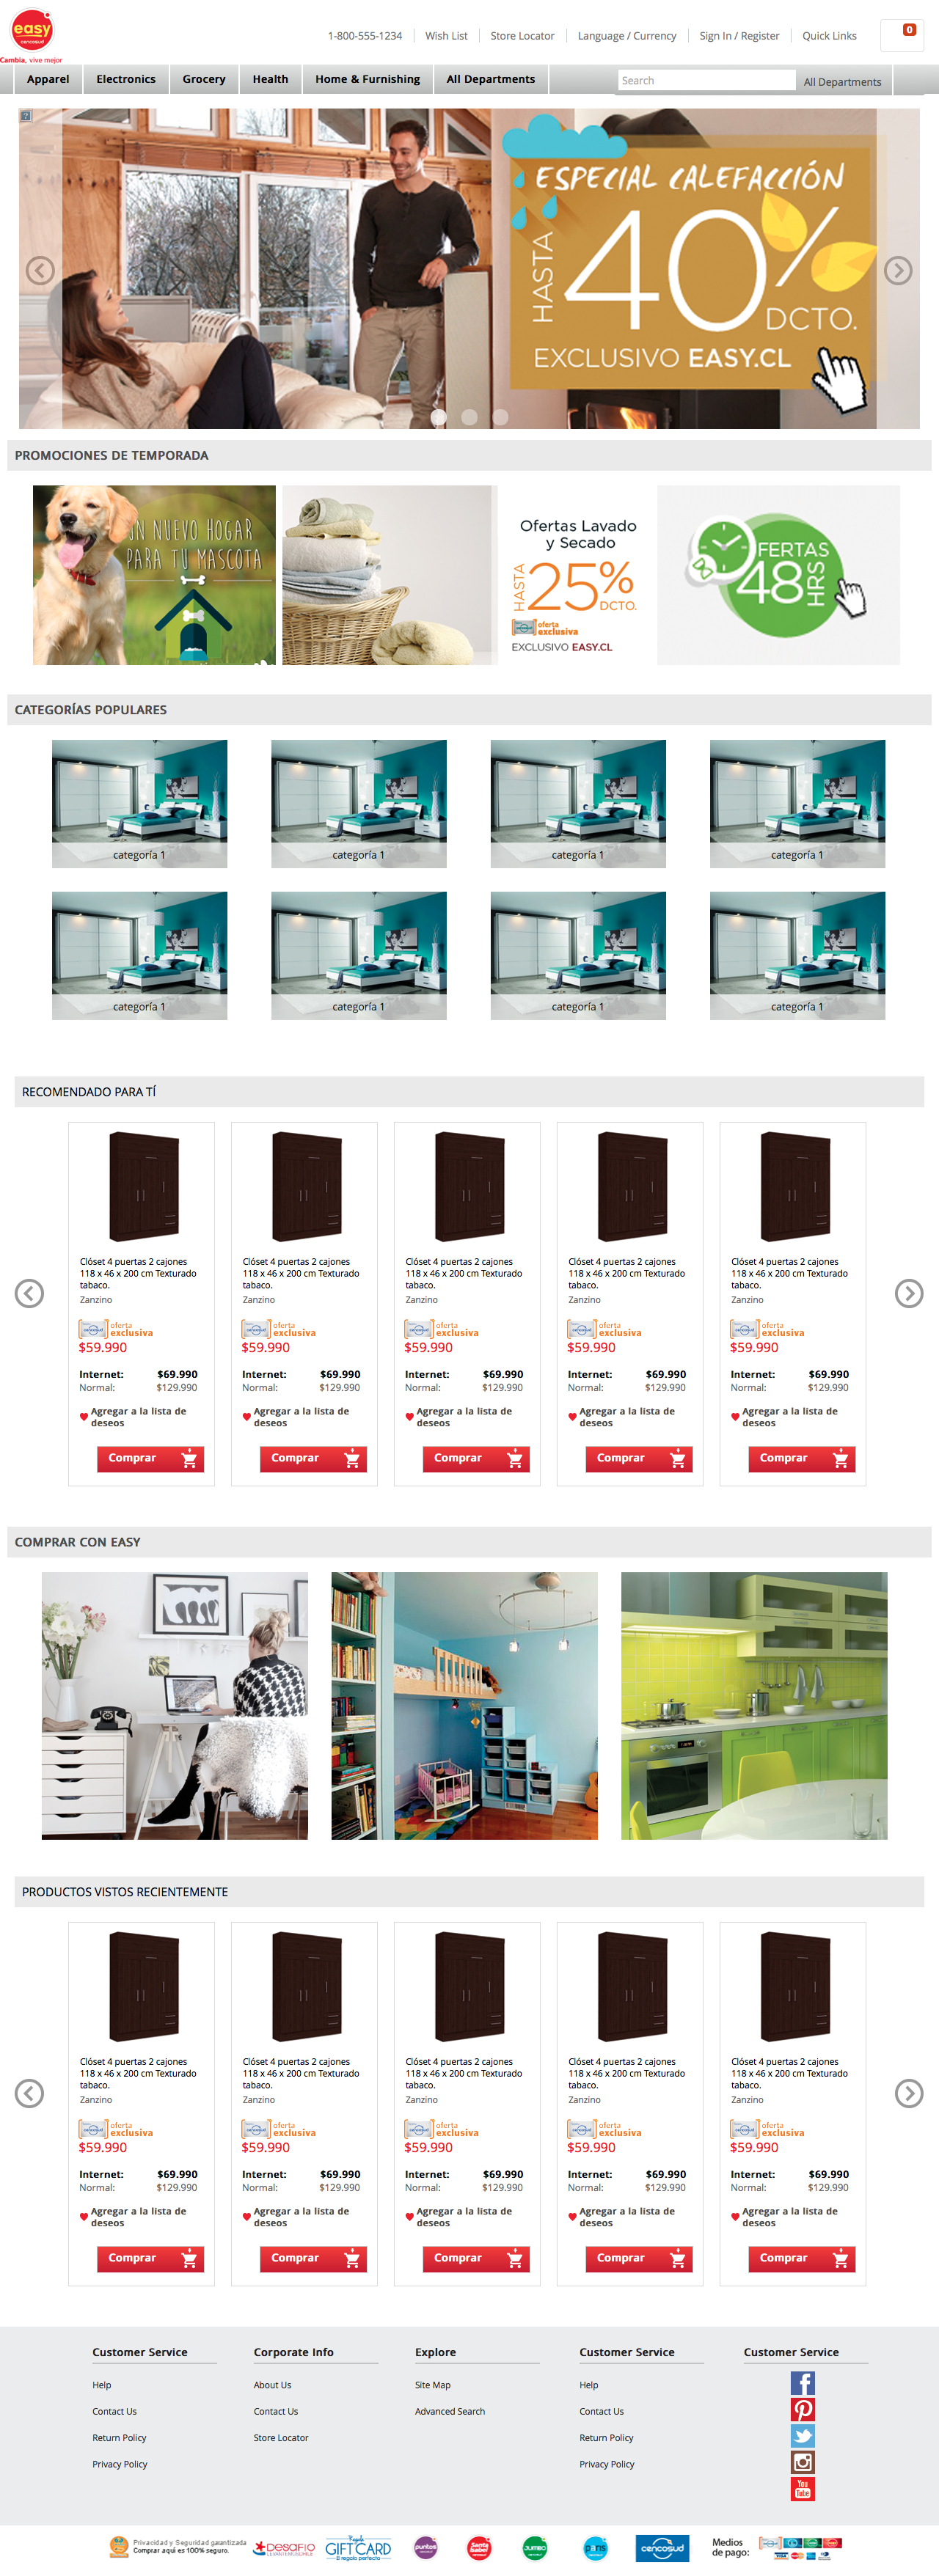 easy
cencosud
Cambia, vive mejor
1-800-555-1234
Wish List
Store Locator
Language / Currency
Sign In / Register
Quick Links
0
Apparel
Electronics
Grocery
Health
Home & Furnishing
All Departments
Search
All Departments
ESPECIAL CALEFACCIÓN
HASTA
40%
DCTO.
EXCLUSIVO EASY.CL
PROMOCIONES DE TEMPORADA
UN NUEVO HOGAR
PARA TU MASCOTA
Ofertas Lavado
y Secado
HASTA
25%
DCTO.
oferta
exclusiva
EXCLUSIVO EASY.CL
FERTAS
48
HRS
CATEGORÍAS POPULARES
categoría 1
categoría 1
categoría 1
categoría 1
categoría 1
categoría 1
categoría 1
categoría 1
RECOMENDADO PARA TÍ
Clóset 4 puertas 2 cajones
118 x 46 x 200 cm Texturado
tabaco.
Zanzino
cencosud
oferta
exclusiva
$59.990
Internet: $69.990
Normal: $129.990
Agregar a la lista de
deseos
Comprar
Clóset 4 puertas 2 cajones
118 x 46 x 200 cm Texturado
tabaco.
Zanzino
cencosud
oferta
exclusiva
$59.990
Internet: $69.990
Normal: $129.990
Agregar a la lista de
deseos
Comprar
Clóset 4 puertas 2 cajones
118 x 46 x 200 cm Texturado
tabaco.
Zanzino
cencosud
oferta
exclusiva
$59.990
Internet: $69.990
Normal: $129.990
Agregar a la lista de
deseos
Comprar
Clóset 4 puertas 2 cajones
118 x 46 x 200 cm Texturado
tabaco.
Zanzino
cencosud
oferta
exclusiva
$59.990
Internet: $69.990
Normal: $129.990
Agregar a la lista de
deseos
Comprar
Clóset 4 puertas 2 cajones
118 x 46 x 200 cm Texturado
tabaco.
Zanzino
cencosud
oferta
exclusiva
$59.990
Internet: $69.990
Normal: $129.990
Agregar a la lista de
deseos
Comprar
COMPRAR CON EASY
PRODUCTOS VISTOS RECIENTEMENTE
Clóset 4 puertas 2 cajones
118 x 46 x 200 cm Texturado
tabaco.
Zanzino
cencosud
oferta
exclusiva
$59.990
Internet: $69.990
Normal: $129.990
Agregar a la lista de
deseos
Comprar
Clóset 4 puertas 2 cajones
118 x 46 x 200 cm Texturado
tabaco.
Zanzino
cencosud
oferta
exclusiva
$59.990
Internet: $69.990
Normal: $129.990
Agregar a la lista de
deseos
Comprar
Clóset 4 puertas 2 cajones
118 x 46 x 200 cm Texturado
tabaco.
Zanzino
cencosud
oferta
exclusiva
$59.990
Internet: $69.990
Normal: $129.990
Agregar a la lista de
deseos
Comprar
Clóset 4 puertas 2 cajones
118 x 46 x 200 cm Texturado
tabaco.
Zanzino
cencosud
oferta
exclusiva
$59.990
Internet: $69.990
Normal: $129.990
Agregar a la lista de
deseos
Comprar
Clóset 4 puertas 2 cajones
118 x 46 x 200 cm Texturado
tabaco.
Zanzino
cencosud
oferta
exclusiva
$59.990
Internet: $69.990
Normal: $129.990
Agregar a la lista de
deseos
Comprar
Customer Service
Help
Contact Us
Return Policy
Privacy Policy
Corporate Info
About Us
Contact Us
Store Locator
Explore
Site Map
Advanced Search
Customer Service
Help
Contact Us
Return Policy
Privacy Policy
Customer Service
You
Tube
Privacidad y Seguridad garantizada
Comprar aquí es 100% seguro.
DESAFIO
LEVANTEMOS CHILE
Regala
GIFTCARD
El regalo perfecto
puntos
Santa
Isabel
JUMBO
PARIS
cencosud
Medios
de pago: